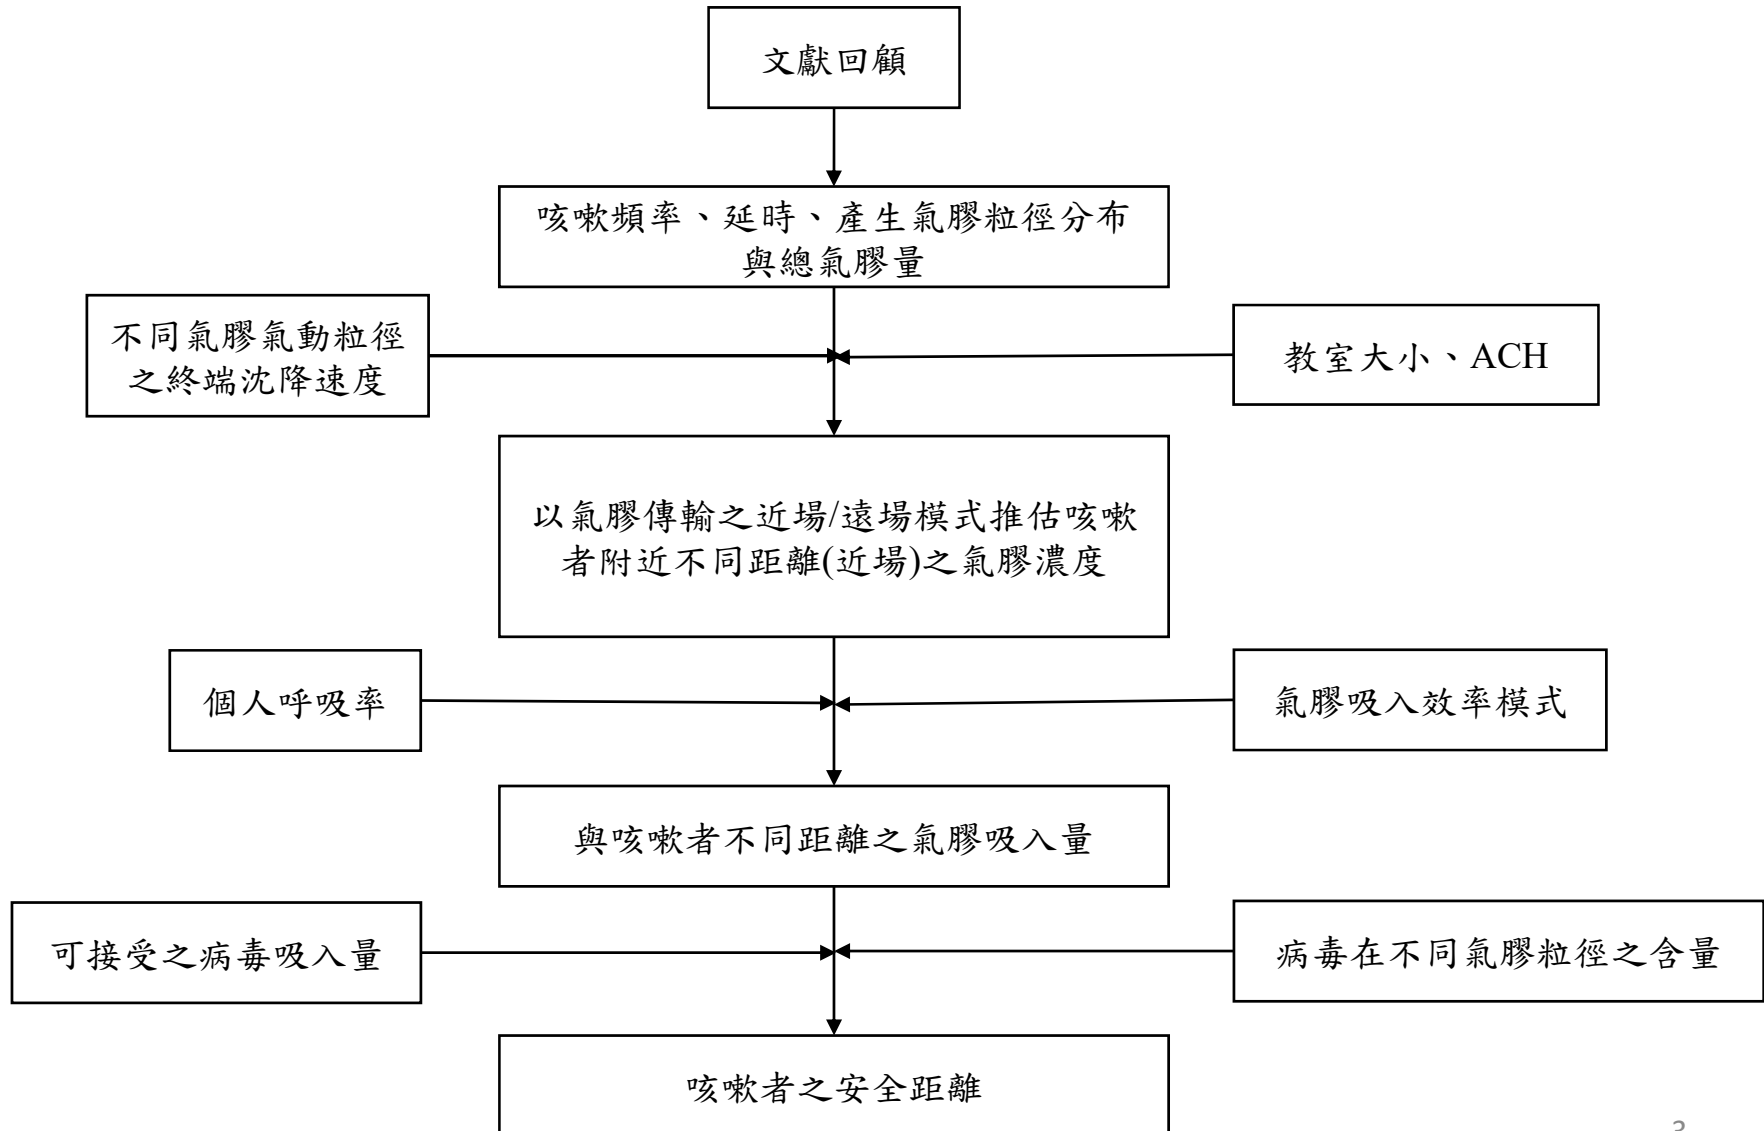 文獻回顧
咳嗽頻率、延時、產生氣膠粒徑分布
與總氣膠量
不同氣膠氣動粒徑
之終端沈降速度
教室大小、ACH
以氣膠傳輸之近場/遠場模式推估咳嗽
者附近不同距離(近場)之氣膠濃度
個人呼吸率
氣膠吸入效率模式
與咳嗽者不同距離之氣膠吸入量
可接受之病毒吸入量
病毒在不同氣膠粒徑之含量
咳嗽者之安全距離
3